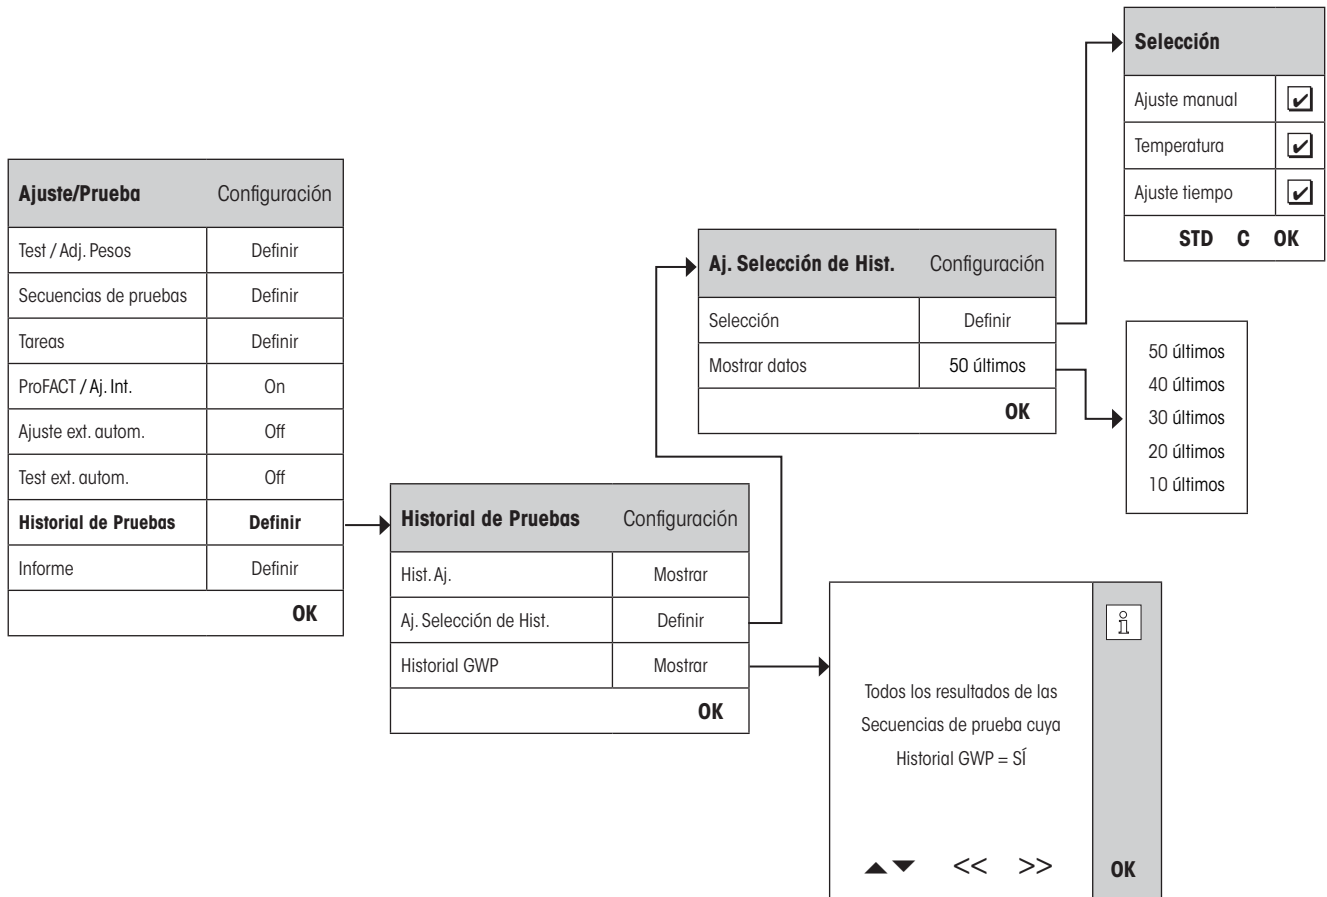 Selección
Ajuste manual
Temperatura
Ajuste tiempo
STD C OK
Ajuste/Prueba Configuración
Test / Adj. Pesos Definir
Secuencias de pruebas Definir
Tareas Definir
ProFACT / Aj. Int. On
Ajuste ext. autom. Off
Test ext. autom. Off
Historial de Pruebas Definir
Informe Definir
OK
Aj. Selección de Hist. Configuración
Selección Definir
Mostrar datos 50 últimos
OK
50 últimos
40 últimos
30 últimos
20 últimos
10 últimos
Historial de Pruebas Configuración
Hist. Aj. Mostrar
Aj. Selección de Hist. Definir
Historial GWP Mostrar
OK
Todos los resultados de las
Secuencias de prueba cuya
Historial GWP = SÍ
<< >> OK